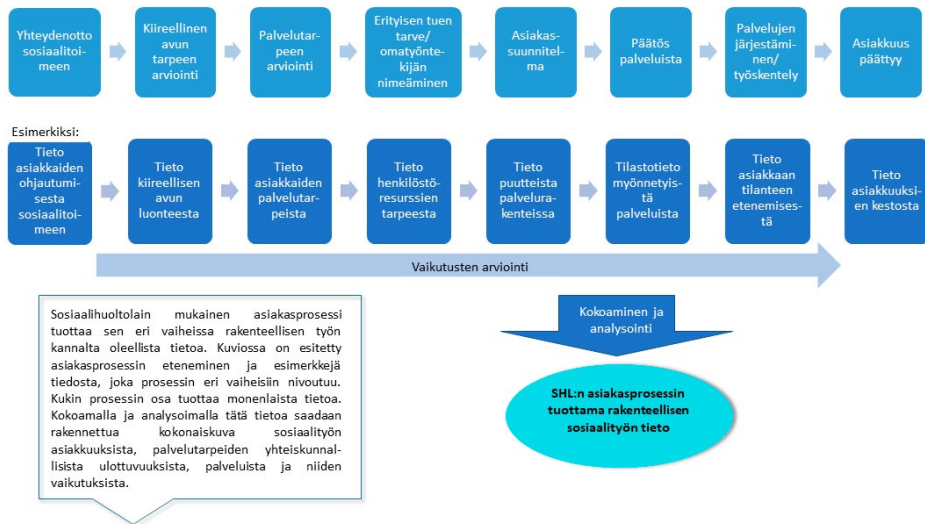 Yhteydenotto
sosiaalitoi-
meen
Kiireellinen
avun
tarpeen
arviointi
Palvelutar-
peen
arviointi
Erityisen tuen
tarve/
omatyönte-
kijän
nimeäminen
Asiakas-
suunnitel-
ma
Päätös
palveluista
Palvelujen
järjestämi-
nen/
työskentely
Asiakkuus
päättyy
Esimerkiksi:
Tieto
asiakkaiden
ohjautumi-
sesta
sosiaalitoi-
meen
Tieto
kiireellisen
avun
luonteesta
Tieto
asiakkaiden
palvelutar-
peista
Tieto
henkilöstö-
resurssien
tarpeesta
Tieto
puutteista
palvelura-
kenteissa
Tilastotieto
myönnetyis-
tä
palveluista
Tieto
asiakkaan
tilanteen
etenemises-
tä
Tieto
asiakkuuksi-
en kestosta
Vaikutusten arviointi
Sosiaalihuoltolain mukainen asiakasprosessi
tuottaa sen eri vaiheissa rakenteellisen työn
kannalta oleellista tietoa. Kuviossa on esitetty
asiakasprosessin eteneminen ja esimerkkejä
tiedosta, joka prosessin eri vaiheisiin nivoutuu.
Kukin prosessin osa tuottaa monenlaista tietoa.
Kokoamalla ja analysoimalla tätä tietoa saadaan
rakennettua kokonaiskuva sosiaalityön
asiakkuuksista, palvelutarpeiden yhteiskunnal-
lisista ulottuvuuksista, palveluista ja niiden
vaikutuksista.
Kokoaminen ja
analysointi
SHL:n asiakasprosessin
tuottama rakenteellisen
sosiaalityön tieto